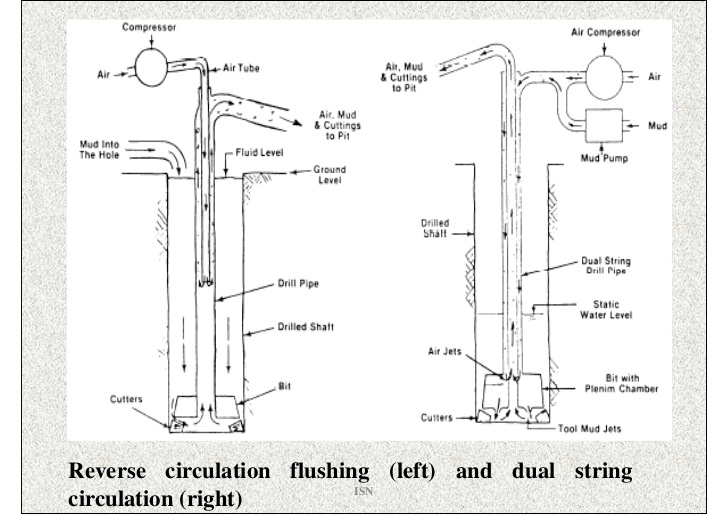 Compressor
Air
Air Tube
Air, Mud
& Cuttings
to Pit
Mud Into
The Hole
Fluid Level
Ground
Level
Drill Pipe
Drilled Shaft
Bit
Cutters
Air Compressor
Air, Mud
& Cuttings
to Pit
Air
Mud
Mud Pump
Drilled
Shaft
Dual String
Drill Pipe
Static
Water Level
Air Jets
Bit with
Plenim Chamber
Cutters
Tool Mud Jets
Reverse circulation flushing (left) and dual string
circulation (right)
ISN